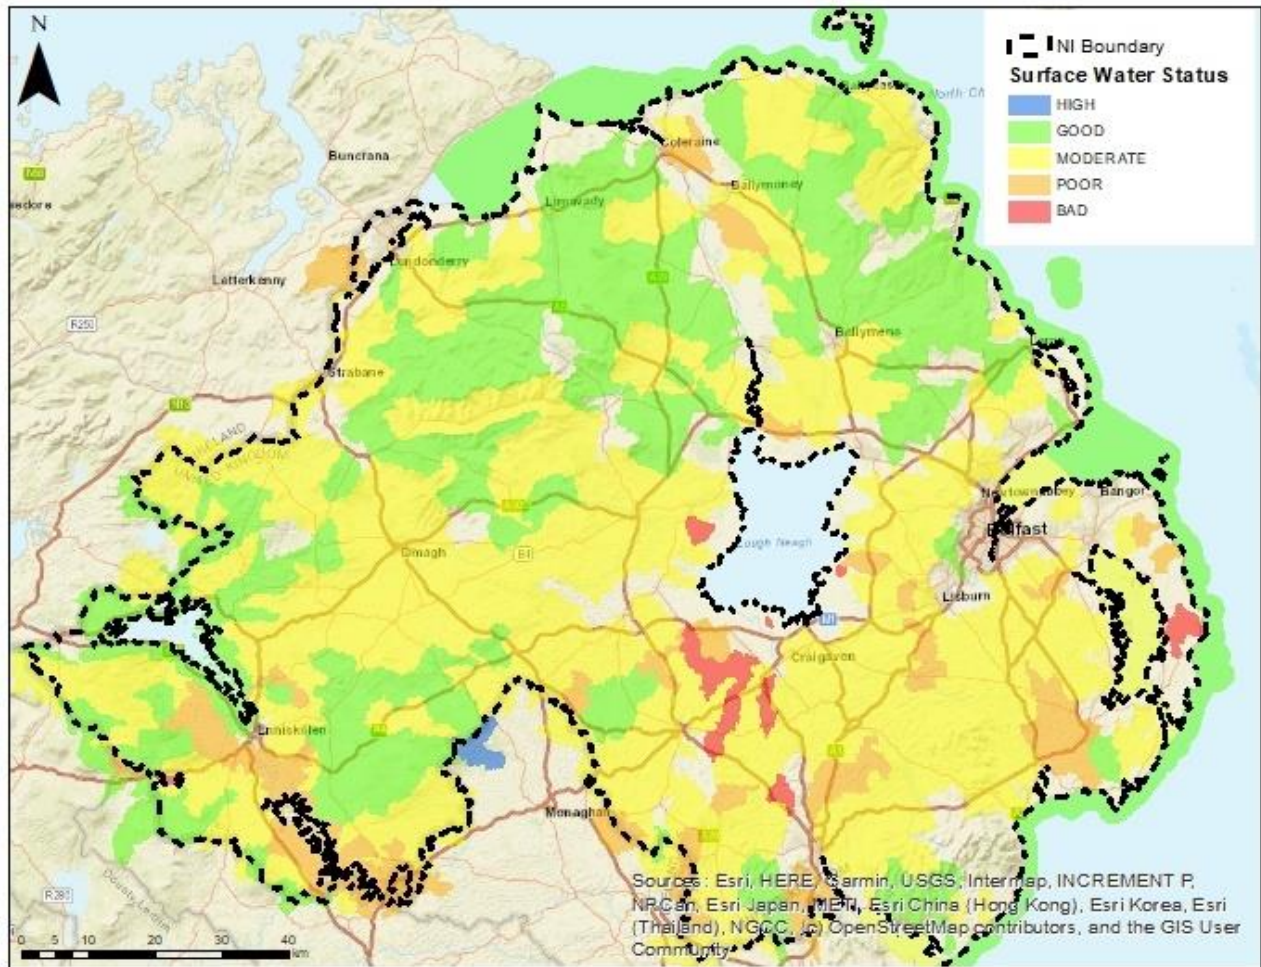 N
NI Boundary
Surface Water Status
HIGH
GOOD
MODERATE
POOR
BAD
Coleraine
Buncrana
Ballymoney
Limavady
Londonderry
Letterkenny
R250
Ballymena
Strabane
Newtownabbey
Bangor
Belfast
Omagh
Lough Neagh
Lisburn
Craigavon
Enniskillen
Monaghan
R280
Sources: Esri, HERE, Garmin, USGS, Intermap, INCREMENT P,
NRCan, Esri Japan, METI, Esri China (Hong Kong), Esri Korea, Esri
(Thailand), NGCC, (c) OpenStreetMap contributors, and the GIS User
Community
0 5 10 20 30 40
km